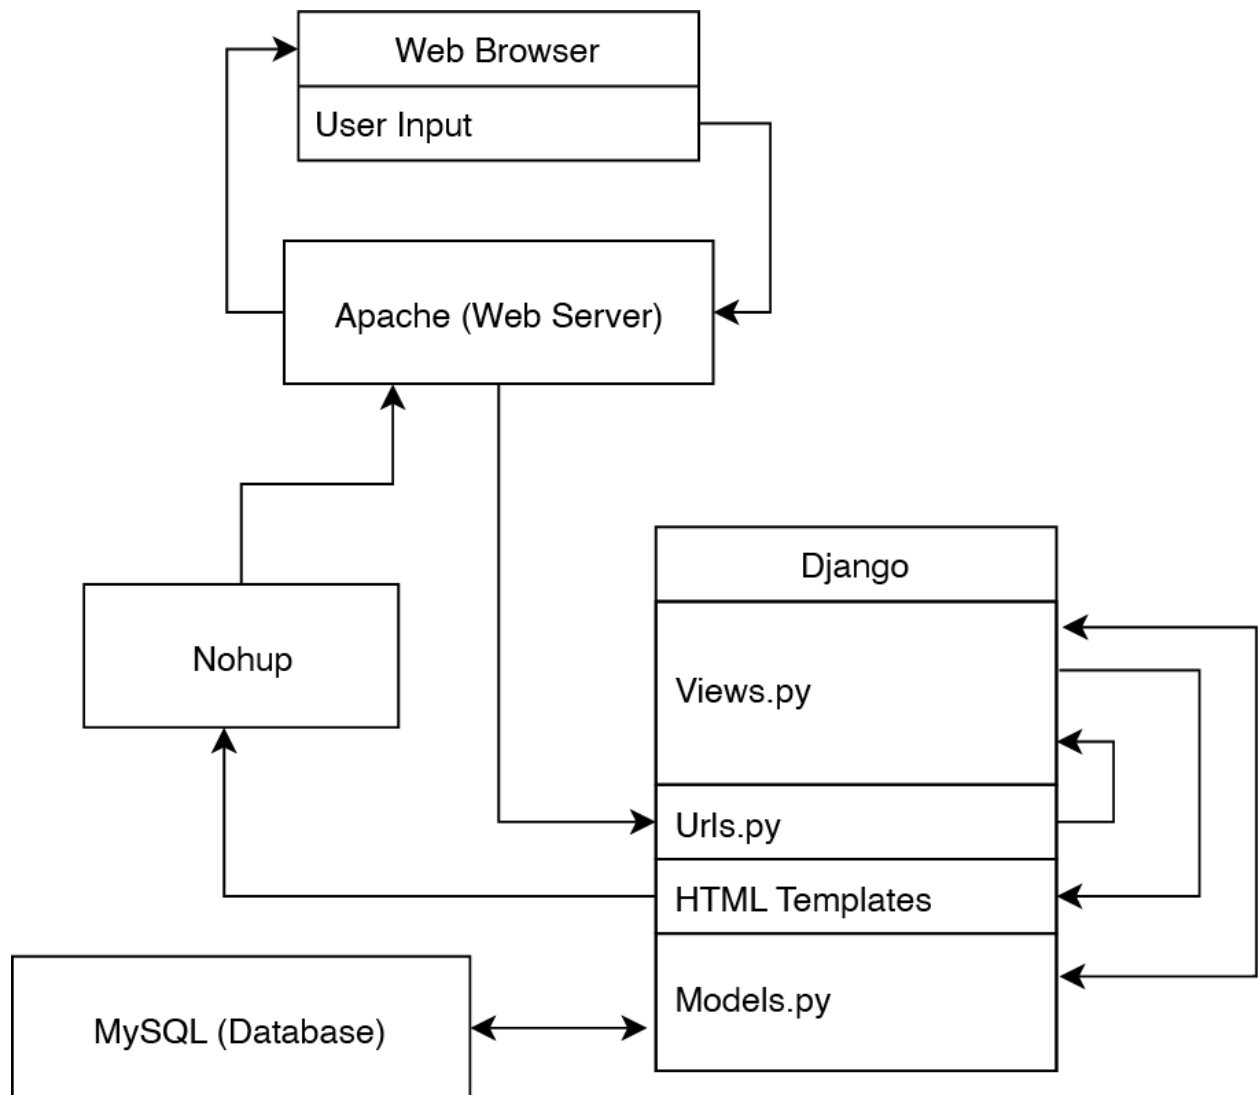 Web Browser
User Input
Apache (Web Server)
Django
Nohup
Views.py
Urls.py
HTML Templates
Models.py
MySQL (Database)